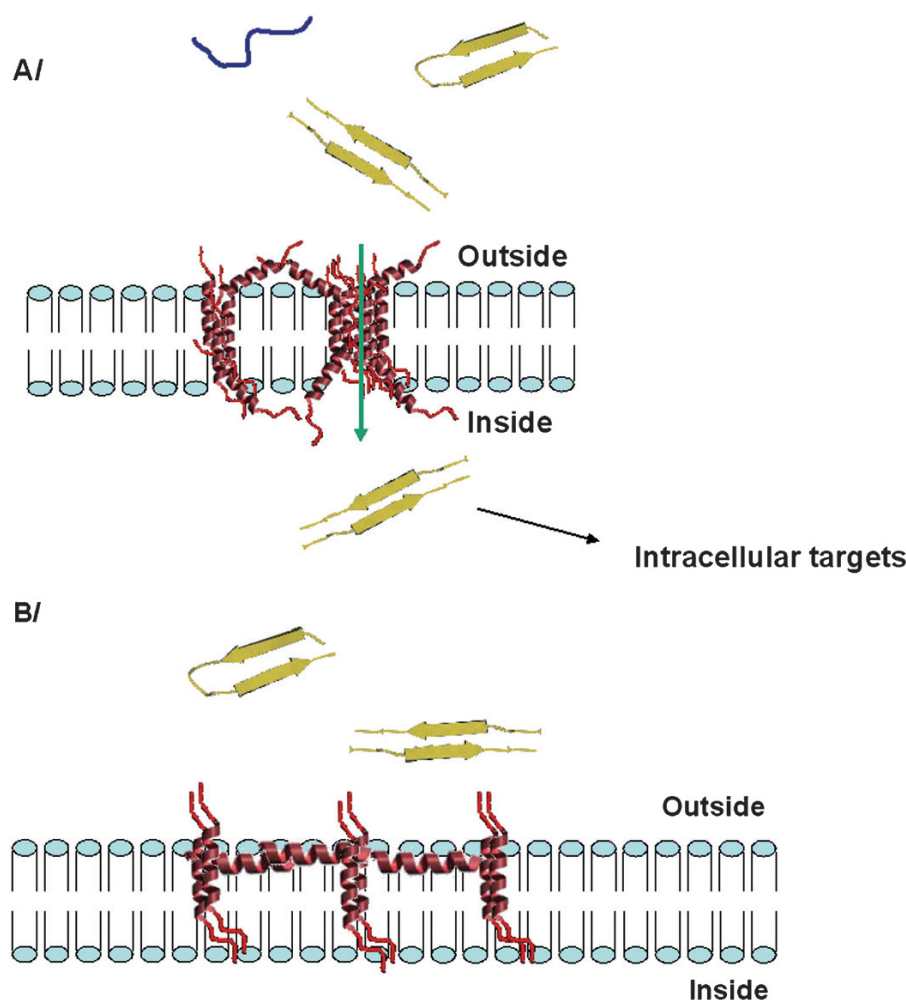 A/
Outside
Inside
Intracellular targets
B/
Outside
Inside